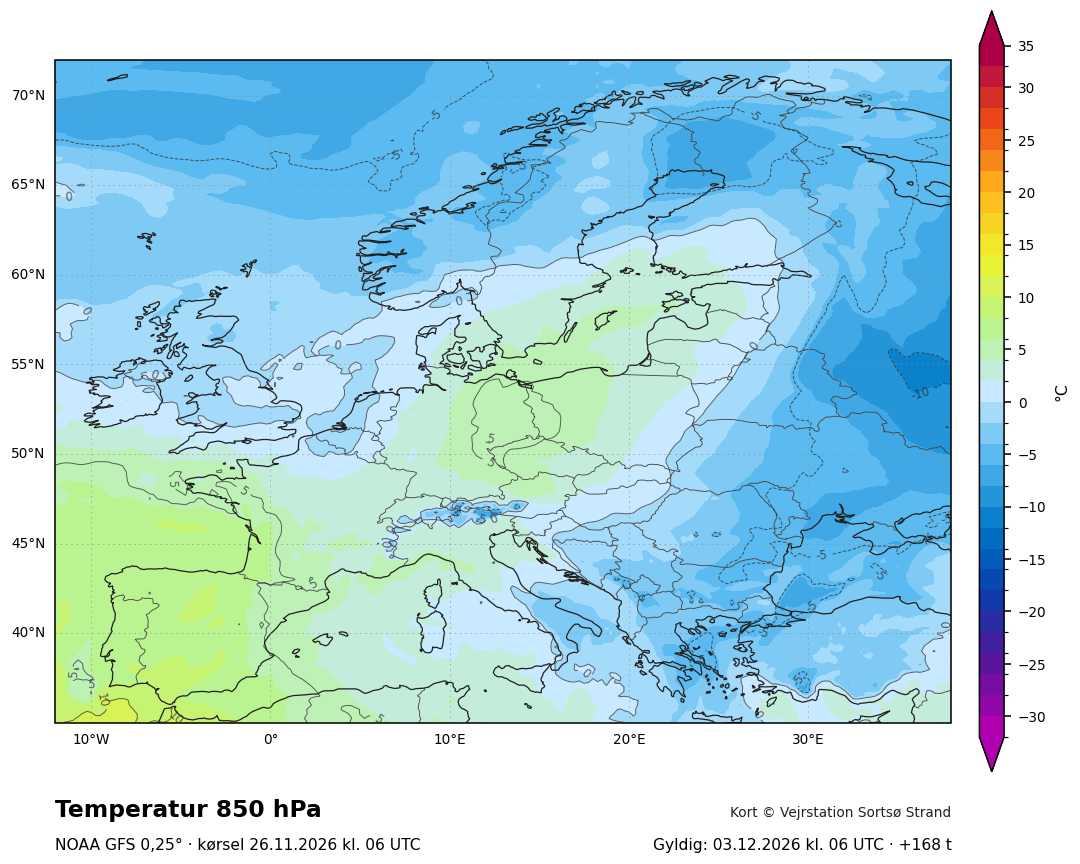 70°N
65°N
60°N
55°N
50°N
45°N
40°N
10°W
0°
10°E
20°E
30°E
35
30
25
20
15
10
5
0
−5
−10
−15
−20
−25
−30
°C
Temperatur 850 hPa
Kort © Vejrstation Sortsø Strand
NOAA GFS 0,25° · kørsel 26.11.2026 kl. 06 UTC
Gyldig: 03.12.2026 kl. 06 UTC · +168 t